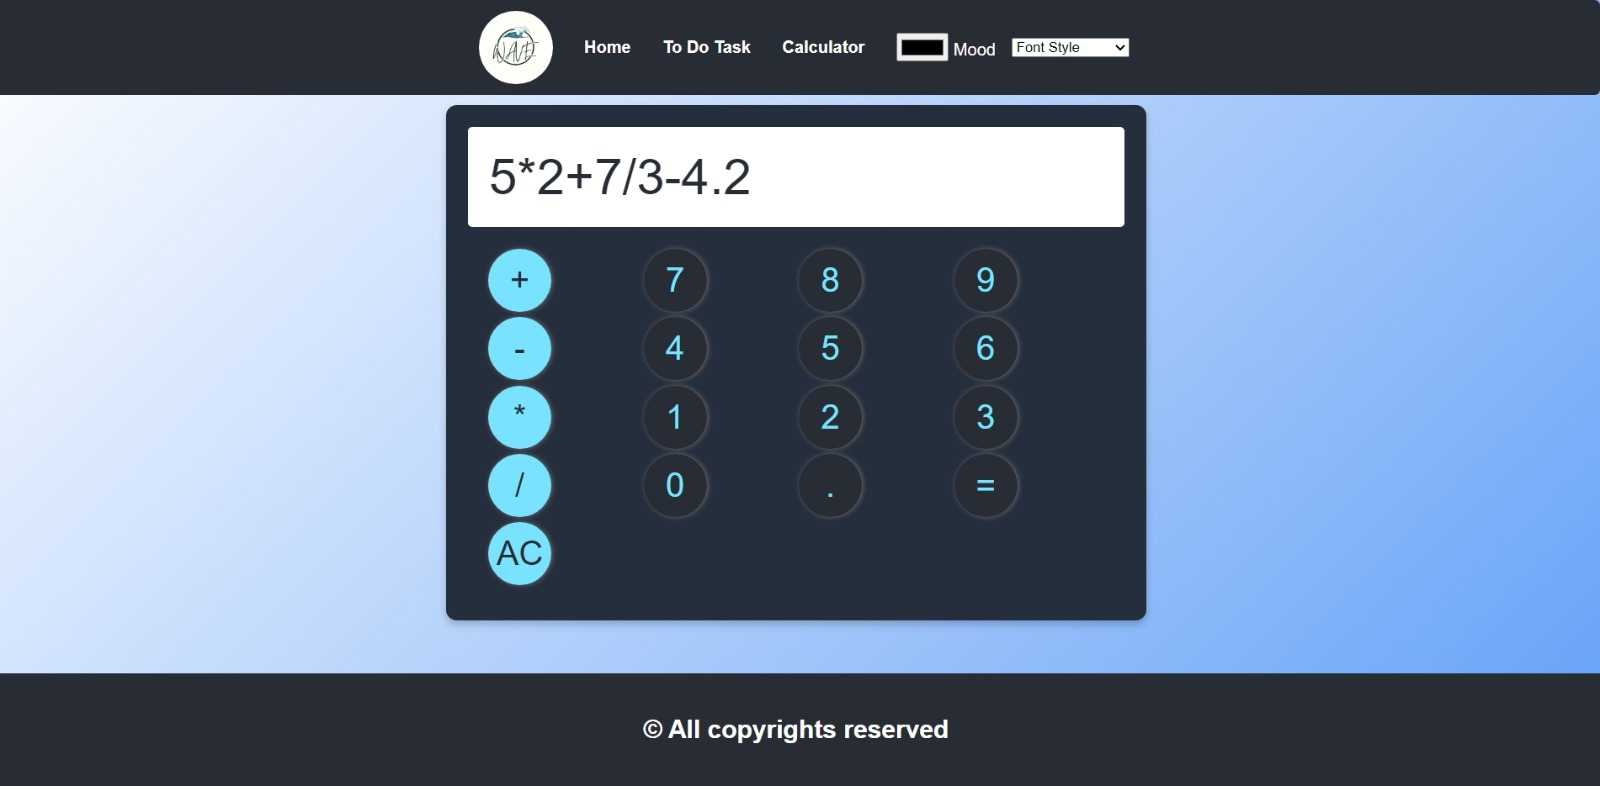 WAVE
Home To Do Task Calculator Mood Font Style
5*2+7/3-4.2
+ 7 8 9
- 4 5 6
* 1 2 3
/ 0 . =
AC
© All copyrights reserved